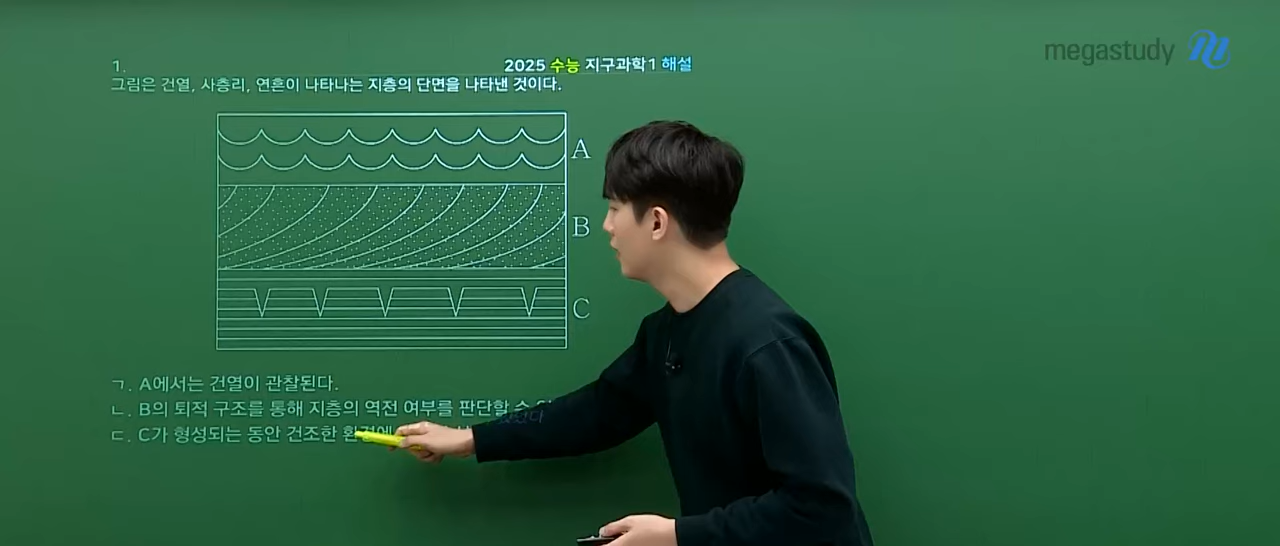 megastudy
1.
2025 수능 지구과학1 해설
그림은 건열, 사층리, 연흔이 나타나는 지층의 단면을 나타낸 것이다.
A
B
C
ㄱ. A에서는 건열이 관찰된다.
ㄴ. B의 퇴적 구조를 통해 지층의 역전 여부를 판단할 수
ㄷ. C가 형성되는 동안 건조한